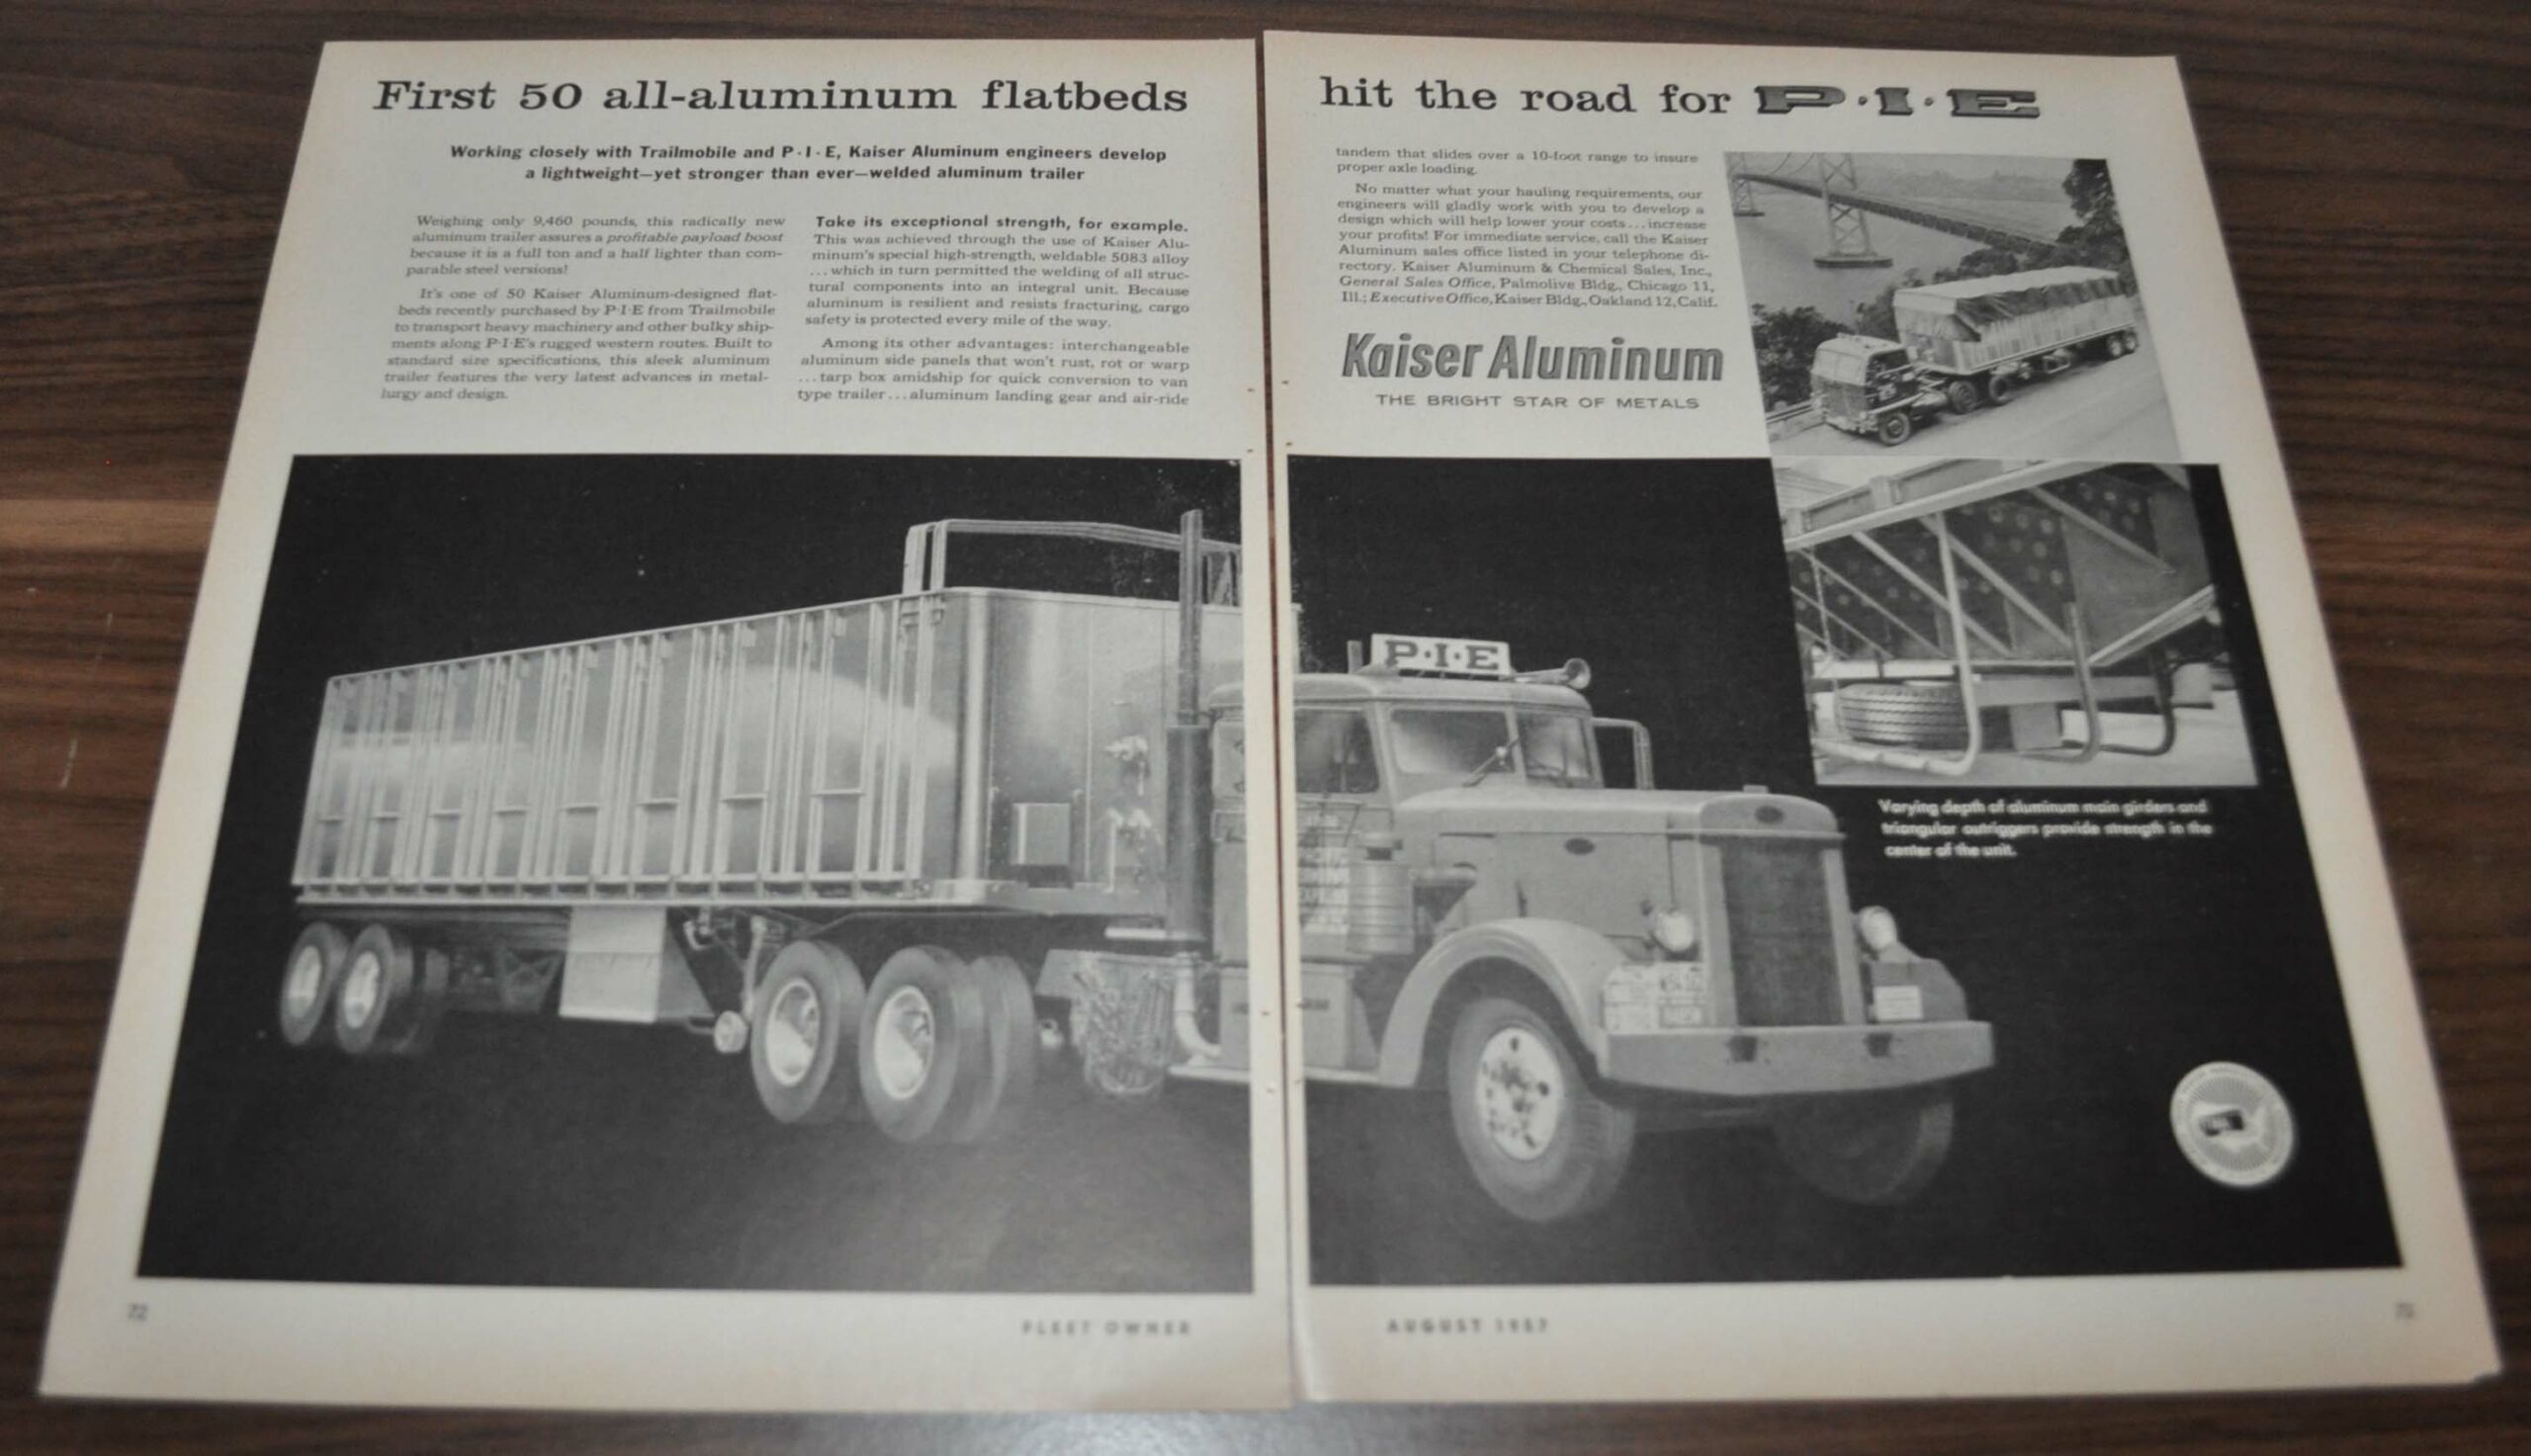 First 50 all-aluminum flatbeds
Working closely with Trailmobile and P·I·E, Kaiser Aluminum engineers develop
a lightweight—yet stronger than ever—welded aluminum trailer
Weighing only 9,460 pounds, this radically new
aluminum trailer assures a profitable payload boost
because it is a full ton and a half lighter than com-
parable steel versions!
It's one of 50 Kaiser Aluminum-designed flat-
beds recently purchased by P·I·E from Trailmobile
to transport heavy machinery and other bulky ship-
ments along P·I·E's rugged western routes. Built to
standard size specifications, this sleek aluminum
trailer features the very latest advances in metal-
lurgy and design.
Take its exceptional strength, for example.
This was achieved through the use of Kaiser Alu-
minum's special high-strength, weldable 5083 alloy
...which in turn permitted the welding of all struc-
tural components into an integral unit. Because
aluminum is resilient and resists fracturing, cargo
safety is protected every mile of the way.
Among its other advantages: interchangeable
aluminum side panels that won't rust, rot or warp
...tarp box amidship for quick conversion to van
type trailer...aluminum landing gear and air-ride
72
FLEET OWNER
hit the road for P·I·E
tandem that slides over a 10-foot range to insure
proper axle loading.
No matter what your hauling requirements, our
engineers will gladly work with you to develop a
design which will help lower your costs...increase
your profits! For immediate service, call the Kaiser
Aluminum sales office listed in your telephone di-
rectory. Kaiser Aluminum & Chemical Sales, Inc.,
General Sales Office, Palmolive Bldg., Chicago 11,
Ill.; Executive Office, Kaiser Bldg., Oakland 12, Calif.
Kaiser Aluminum
THE BRIGHT STAR OF METALS
P·I·E
Varying depth of aluminum main girders and
triangular outriggers provide strength in the
center of the unit.
AUGUST 1957